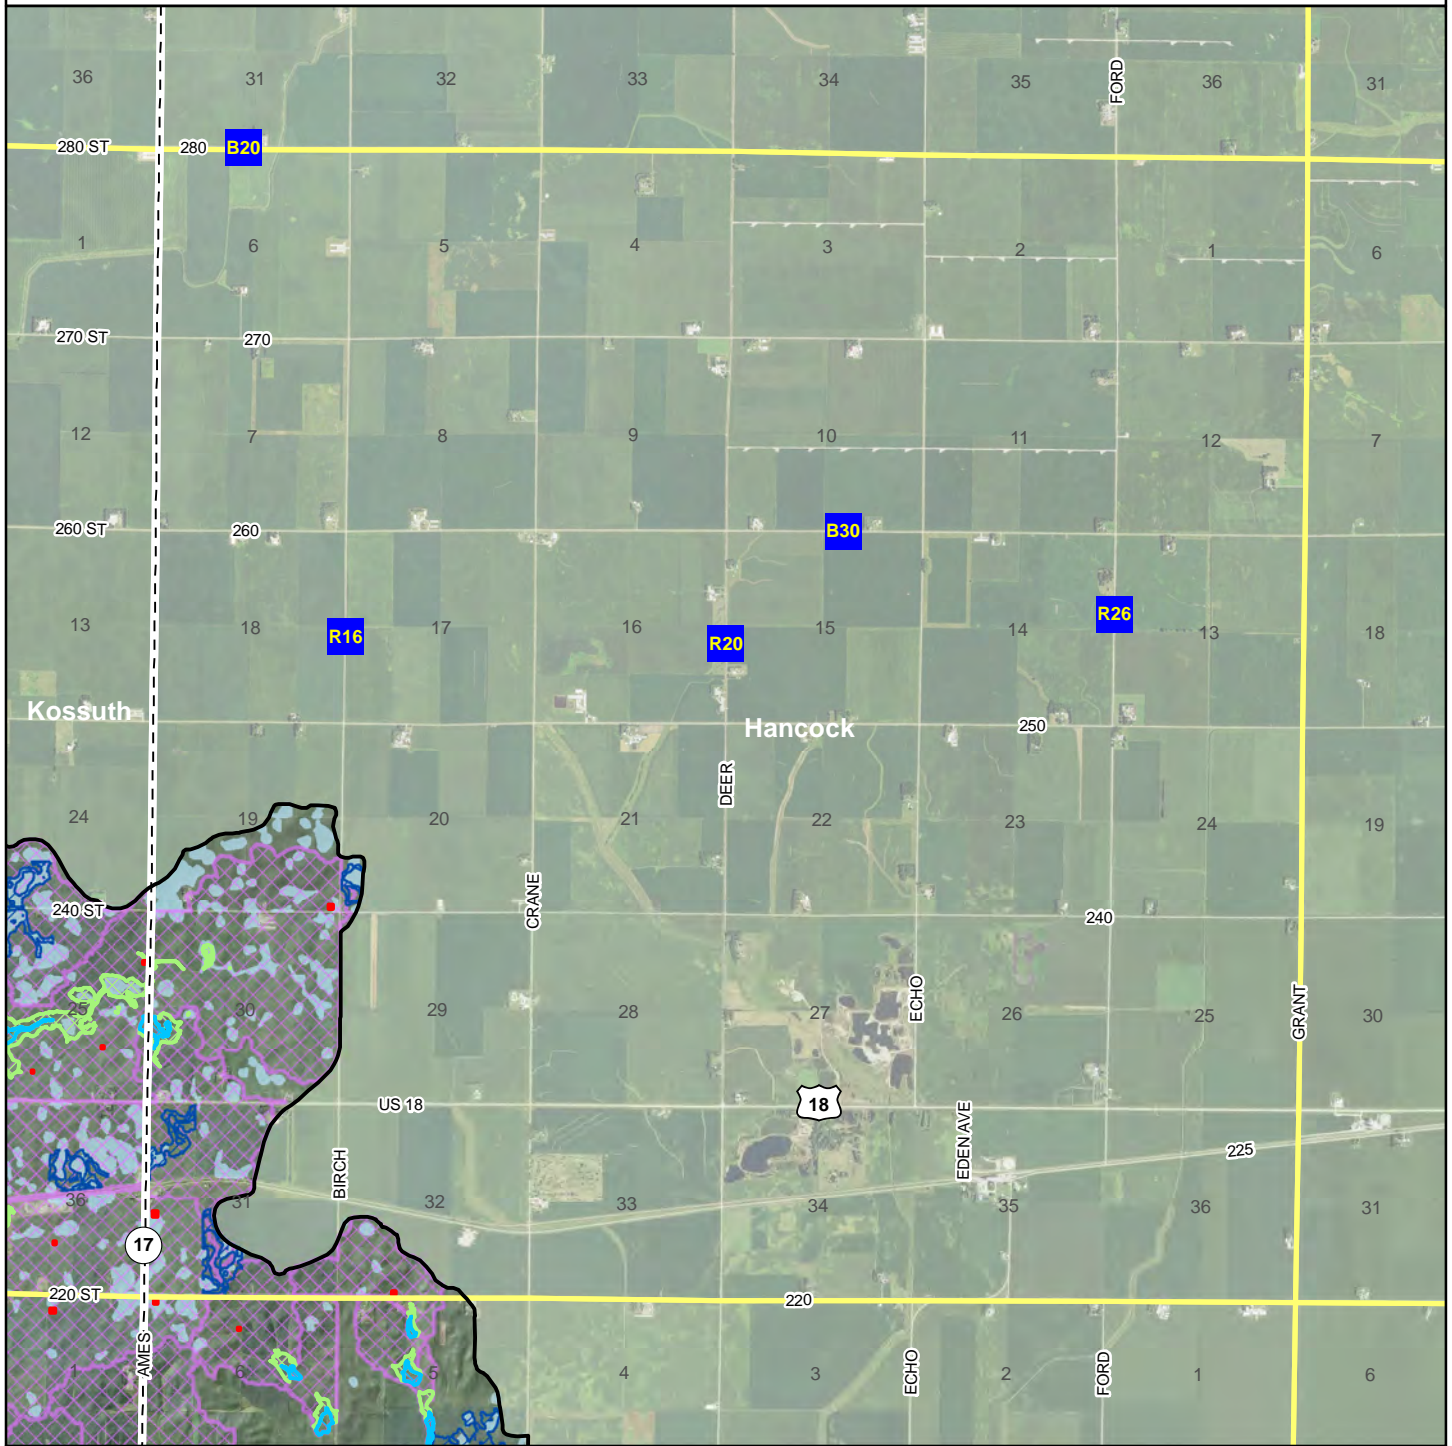 36 31 32 33 34 35 FORD 36 31
280 ST 280 B20
1 6 5 4 3 2 1 6
270 ST 270
12 7 8 9 10 11 12 7
260 ST 260 B30
13 18 R16 17 16 R20 15 14 R26 13 18
Kossuth Hancock 250
DEER
24 19 20 21 22 23 24 19
240 ST CRANE 240
25 30 29 28 27 ECHO 26 25 GRANT 30
US 18 18
BIRCH EDEN AVE 225
36 31 32 33 34 35 36 31
17
220 ST 220
1 AMES 6 5 4 3 ECHO 2 FORD 1 6